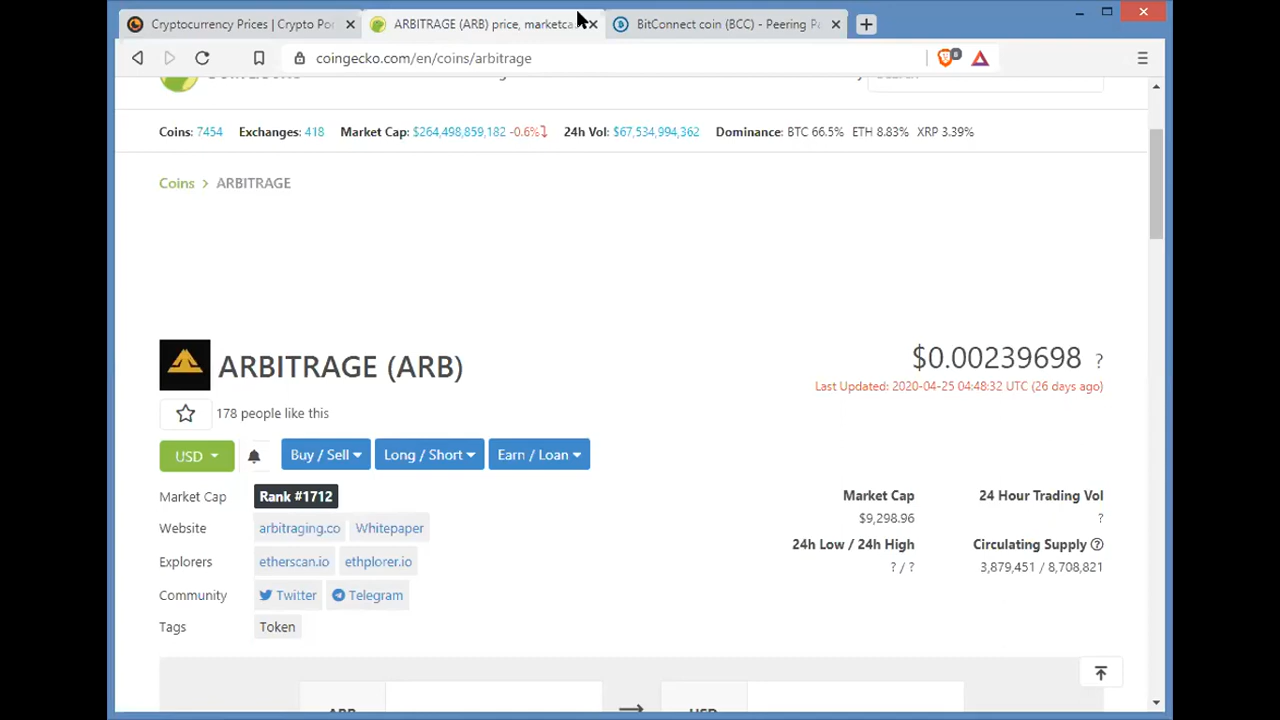 Cryptocurrency Prices | Crypto Po
ARBITRAGE (ARB) price, marketca
BitConnect coin (BCC) - Peering Pa
coingecko.com/en/coins/arbitrage
8
Coins: 7454 Exchanges: 418 Market Cap: $264,498,859,182 -0.6% 24h Vol: $67,534,994,362 Dominance: BTC 66.5% ETH 8.83% XRP 3.39%
Coins > ARBITRAGE
ARBITRAGE (ARB)
$0.00239698 ?
Last Updated: 2020-04-25 04:48:32 UTC (26 days ago)
178 people like this
USD Buy / Sell Long / Short Earn / Loan
Market Cap Rank #1712
Website arbitraging.co Whitepaper
Explorers etherscan.io ethplorer.io
Community Twitter Telegram
Tags Token
Market Cap 24 Hour Trading Vol
$9,298.96 ?
24h Low / 24h High Circulating Supply ?
? / ? 3,879,451 / 8,708,821